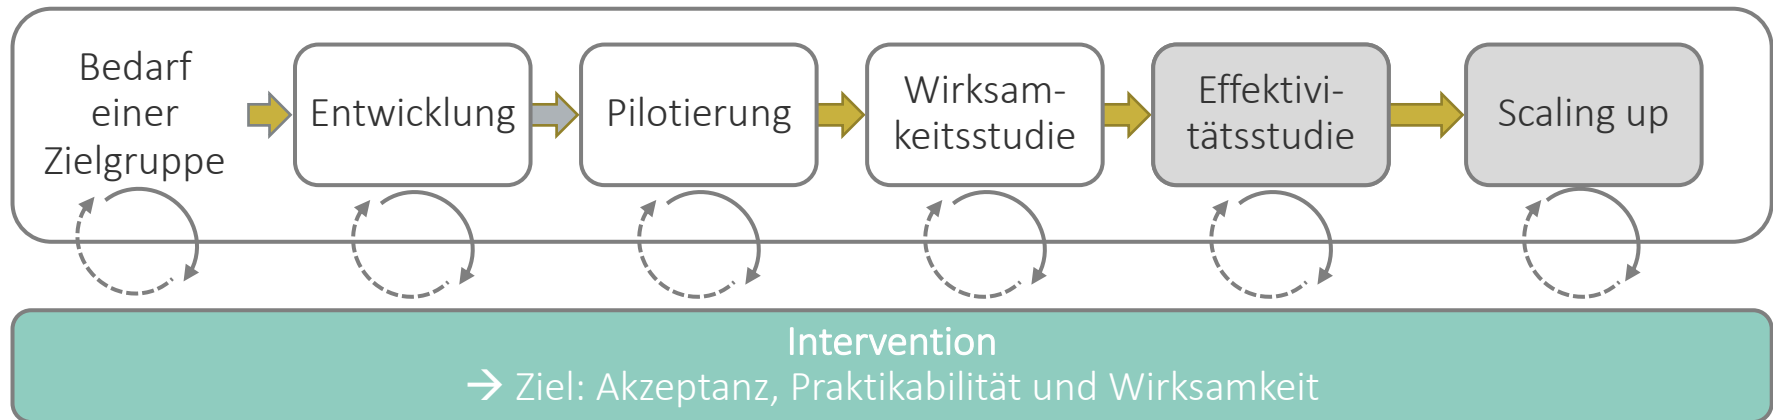 Bedarf
einer
Zielgruppe
Entwicklung
Pilotierung
Wirksam-
keitsstudie
Effektivi-
tätsstudie
Scaling up
Intervention
→ Ziel: Akzeptanz, Praktikabilität und Wirksamkeit